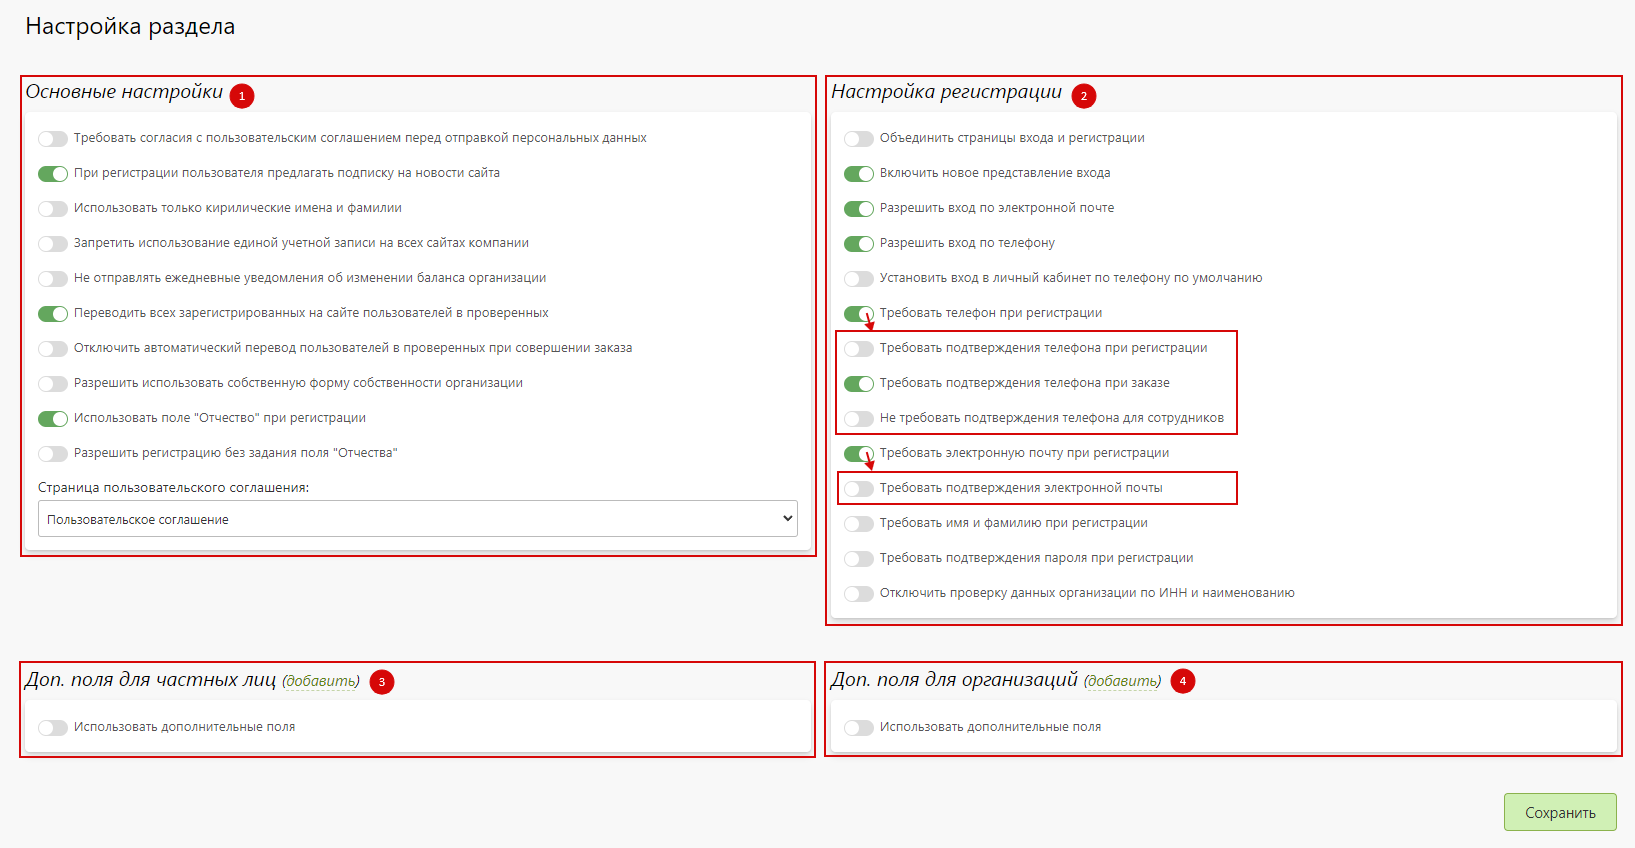 Настройка раздела
Основные настройки 1
Требовать согласия с пользовательским соглашением перед отправкой персональных данных
При регистрации пользователя предлагать подписку на новости сайта
Использовать только кирилические имена и фамилии
Запретить использование единой учетной записи на всех сайтах компании
Не отправлять ежедневные уведомления об изменении баланса организации
Переводить всех зарегистрированных на сайте пользователей в проверенных
Отключить автоматический перевод пользователей в проверенных при совершении заказа
Разрешить использовать собственную форму собственности организации
Использовать поле "Отчество" при регистрации
Разрешить регистрацию без задания поля "Отчества"
Страница пользовательского соглашения:
Пользовательское соглашение
Настройка регистрации 2
Объединить страницы входа и регистрации
Включить новое представление входа
Разрешить вход по электронной почте
Разрешить вход по телефону
Установить вход в личный кабинет по телефону по умолчанию
Требовать телефон при регистрации
Требовать подтверждения телефона при регистрации
Требовать подтверждения телефона при заказе
Не требовать подтверждения телефона для сотрудников
Требовать электронную почту при регистрации
Требовать подтверждения электронной почты
Требовать имя и фамилию при регистрации
Требовать подтверждения пароля при регистрации
Отключить проверку данных организации по ИНН и наименованию
Доп. поля для частных лиц (добавить) 3
Использовать дополнительные поля
Доп. поля для организаций (добавить) 4
Использовать дополнительные поля
Сохранить